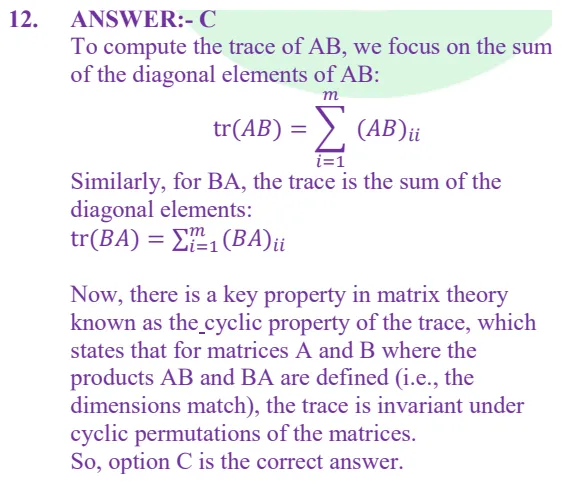 12. ANSWER:- C
To compute the trace of AB, we focus on the sum
of the diagonal elements of AB:
tr(AB) = ∑_{i=1}^{m} (AB)_{ii}
Similarly, for BA, the trace is the sum of the
diagonal elements:
tr(BA) = ∑_{i=1}^{m} (BA)_{ii}
Now, there is a key property in matrix theory
known as the cyclic property of the trace, which
states that for matrices A and B where the
products AB and BA are defined (i.e., the
dimensions match), the trace is invariant under
cyclic permutations of the matrices.
So, option C is the correct answer.